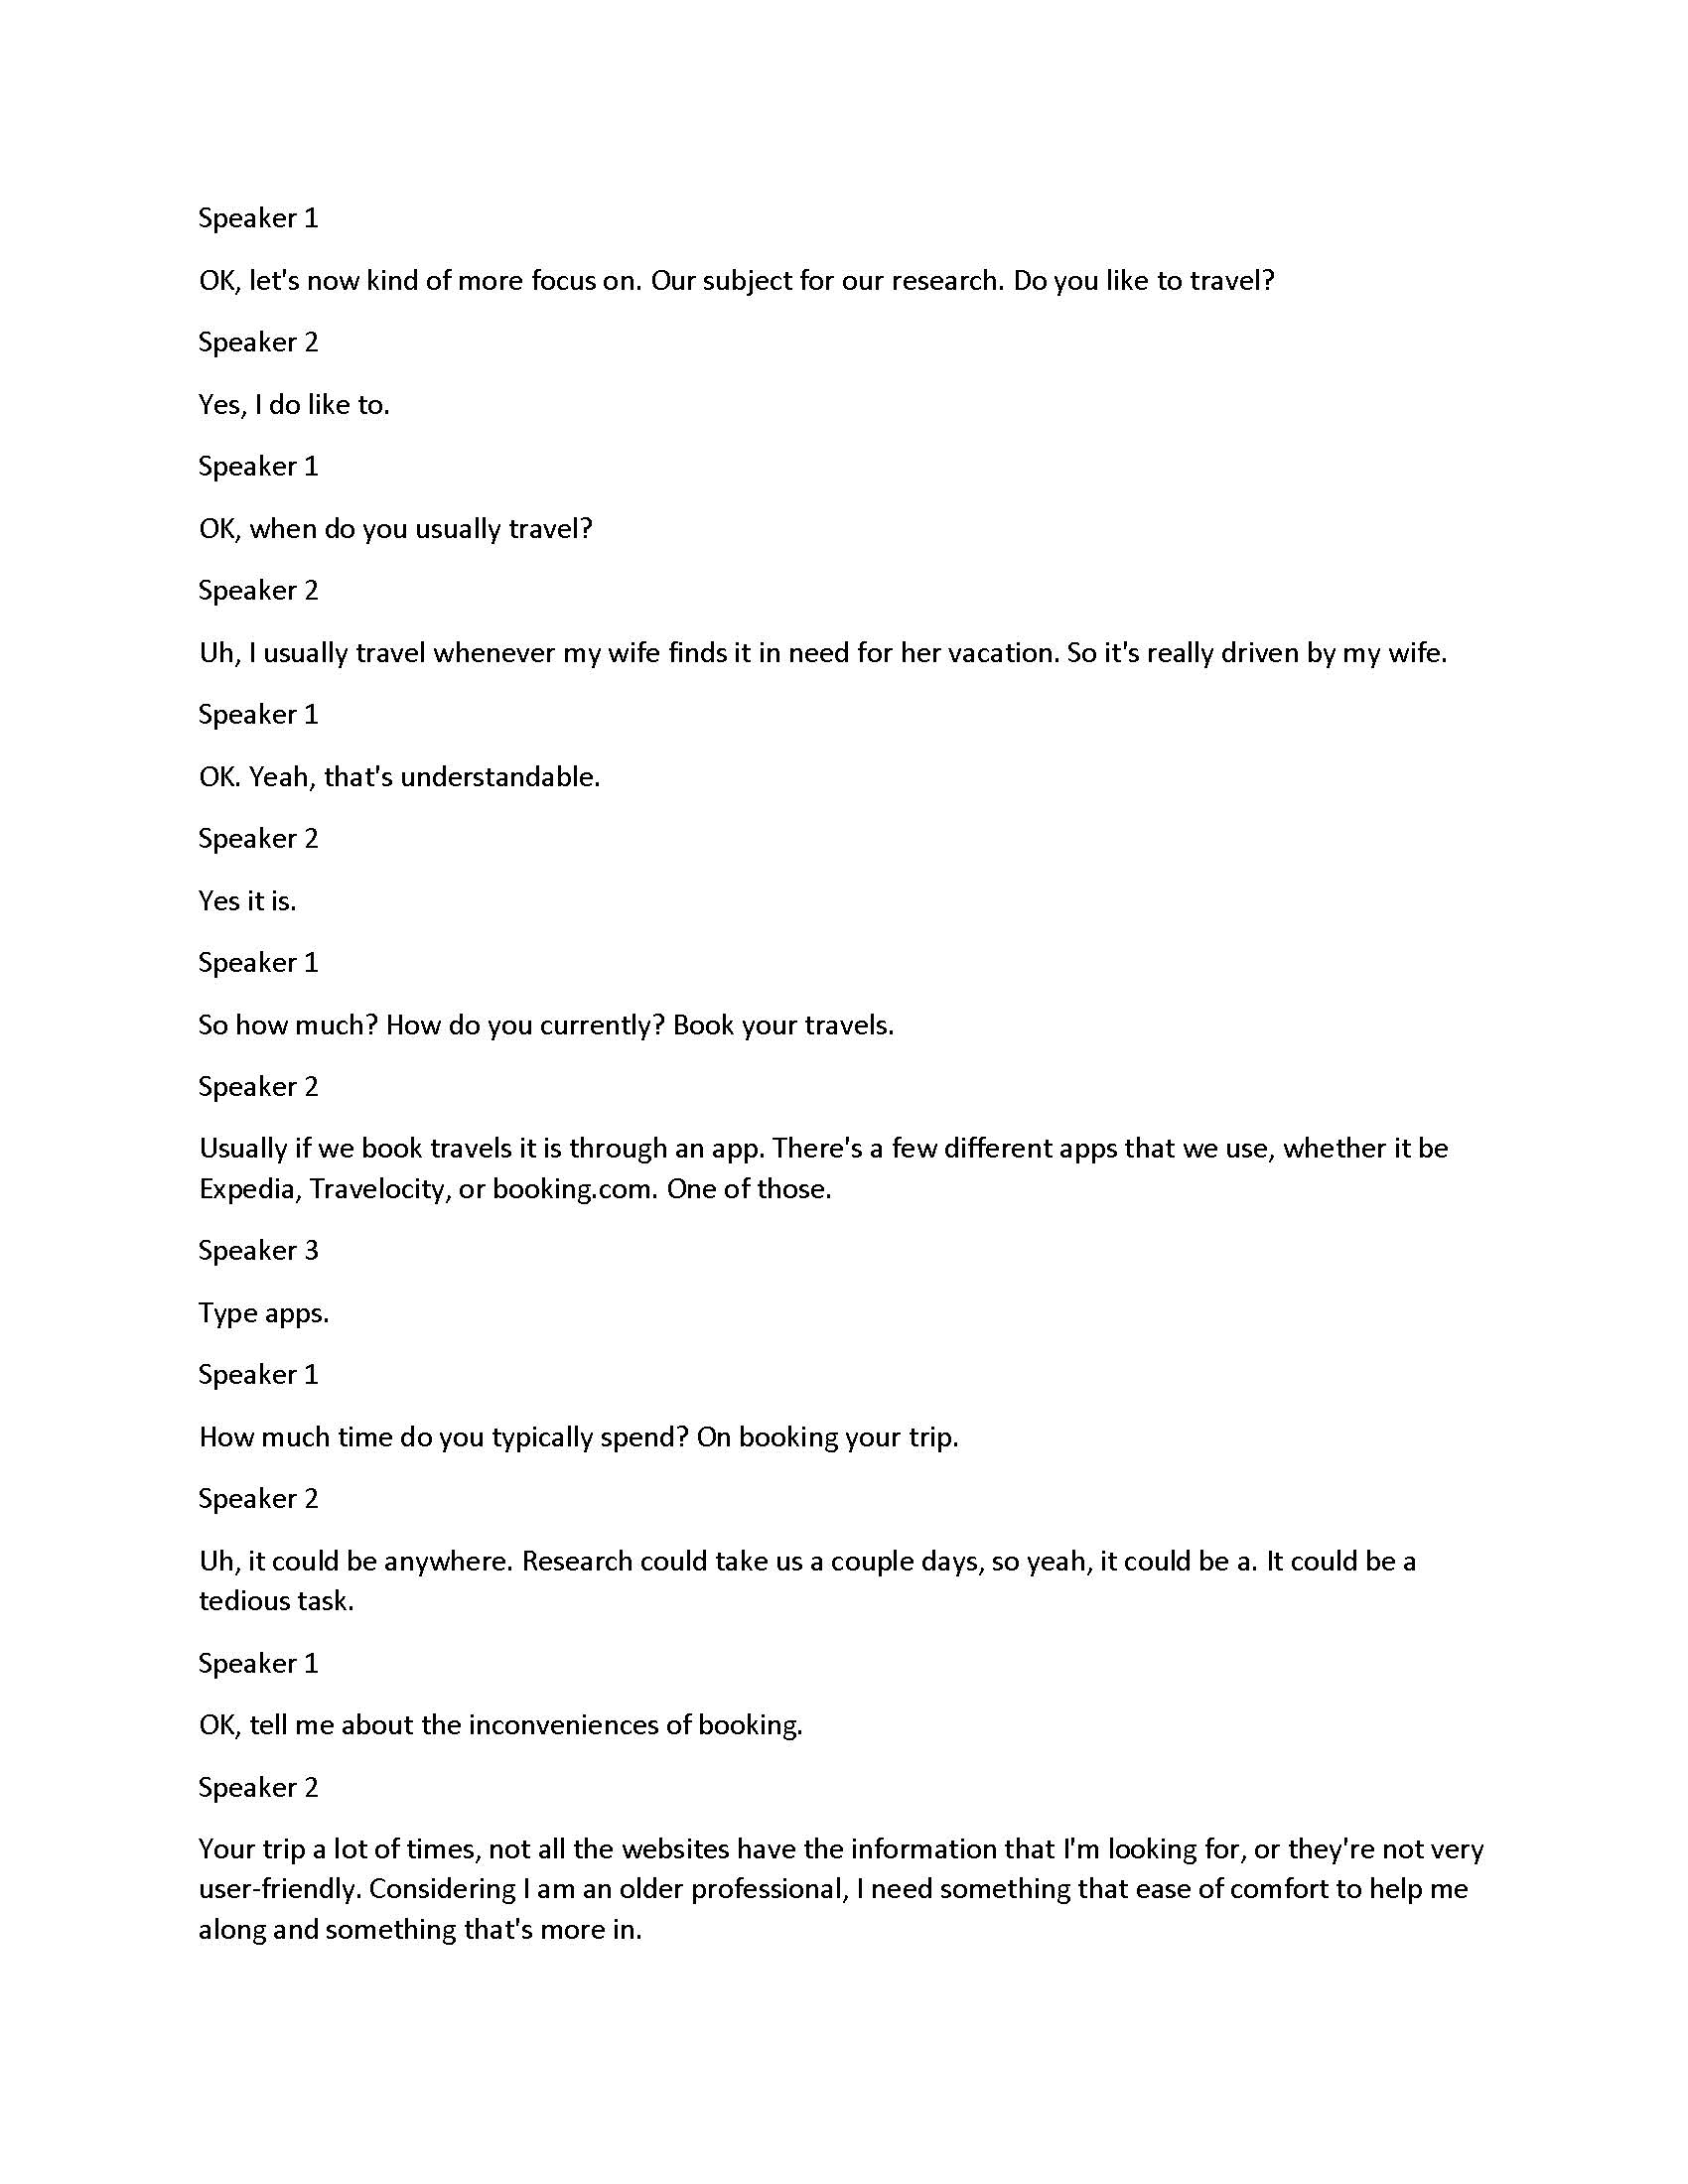 Speaker 1
OK, let's now kind of more focus on. Our subject for our research. Do you like to travel?
Speaker 2
Yes, I do like to.
Speaker 1
OK, when do you usually travel?
Speaker 2
Uh, I usually travel whenever my wife finds it in need for her vacation. So it's really driven by my wife.
Speaker 1
OK. Yeah, that's understandable.
Speaker 2
Yes it is.
Speaker 1
So how much? How do you currently? Book your travels.
Speaker 2
Usually if we book travels it is through an app. There's a few different apps that we use, whether it be
Expedia, Travelocity, or booking.com. One of those.
Speaker 3
Type apps.
Speaker 1
How much time do you typically spend? On booking your trip.
Speaker 2
Uh, it could be anywhere. Research could take us a couple days, so yeah, it could be a. It could be a
tedious task.
Speaker 1
OK, tell me about the inconveniences of booking.
Speaker 2
Your trip a lot of times, not all the websites have the information that I'm looking for, or they're not very
user-friendly. Considering I am an older professional, I need something that ease of comfort to help me
along and something that's more in.